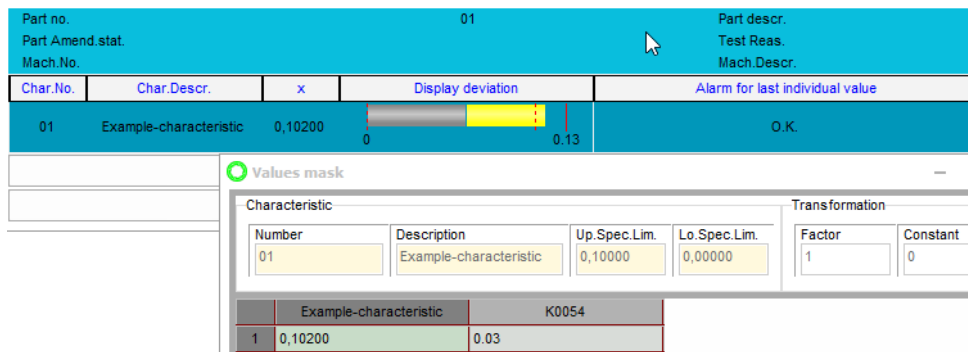 Part no. 01 Part descr.
Part Amend.stat. Test Reas.
Mach.No. Mach.Descr.
Char.No. Char.Descr. x Display deviation Alarm for last individual value
01 Example-characteristic 0,10200 0 0.13 O.K.
Values mask
Characteristic Transformation
Number Description Up.Spec.Lim. Lo.Spec.Lim. Factor Constant
01 Example-characteristic 0,10000 0,00000 1 0
Example-characteristic K0054
1 0,10200 0.03